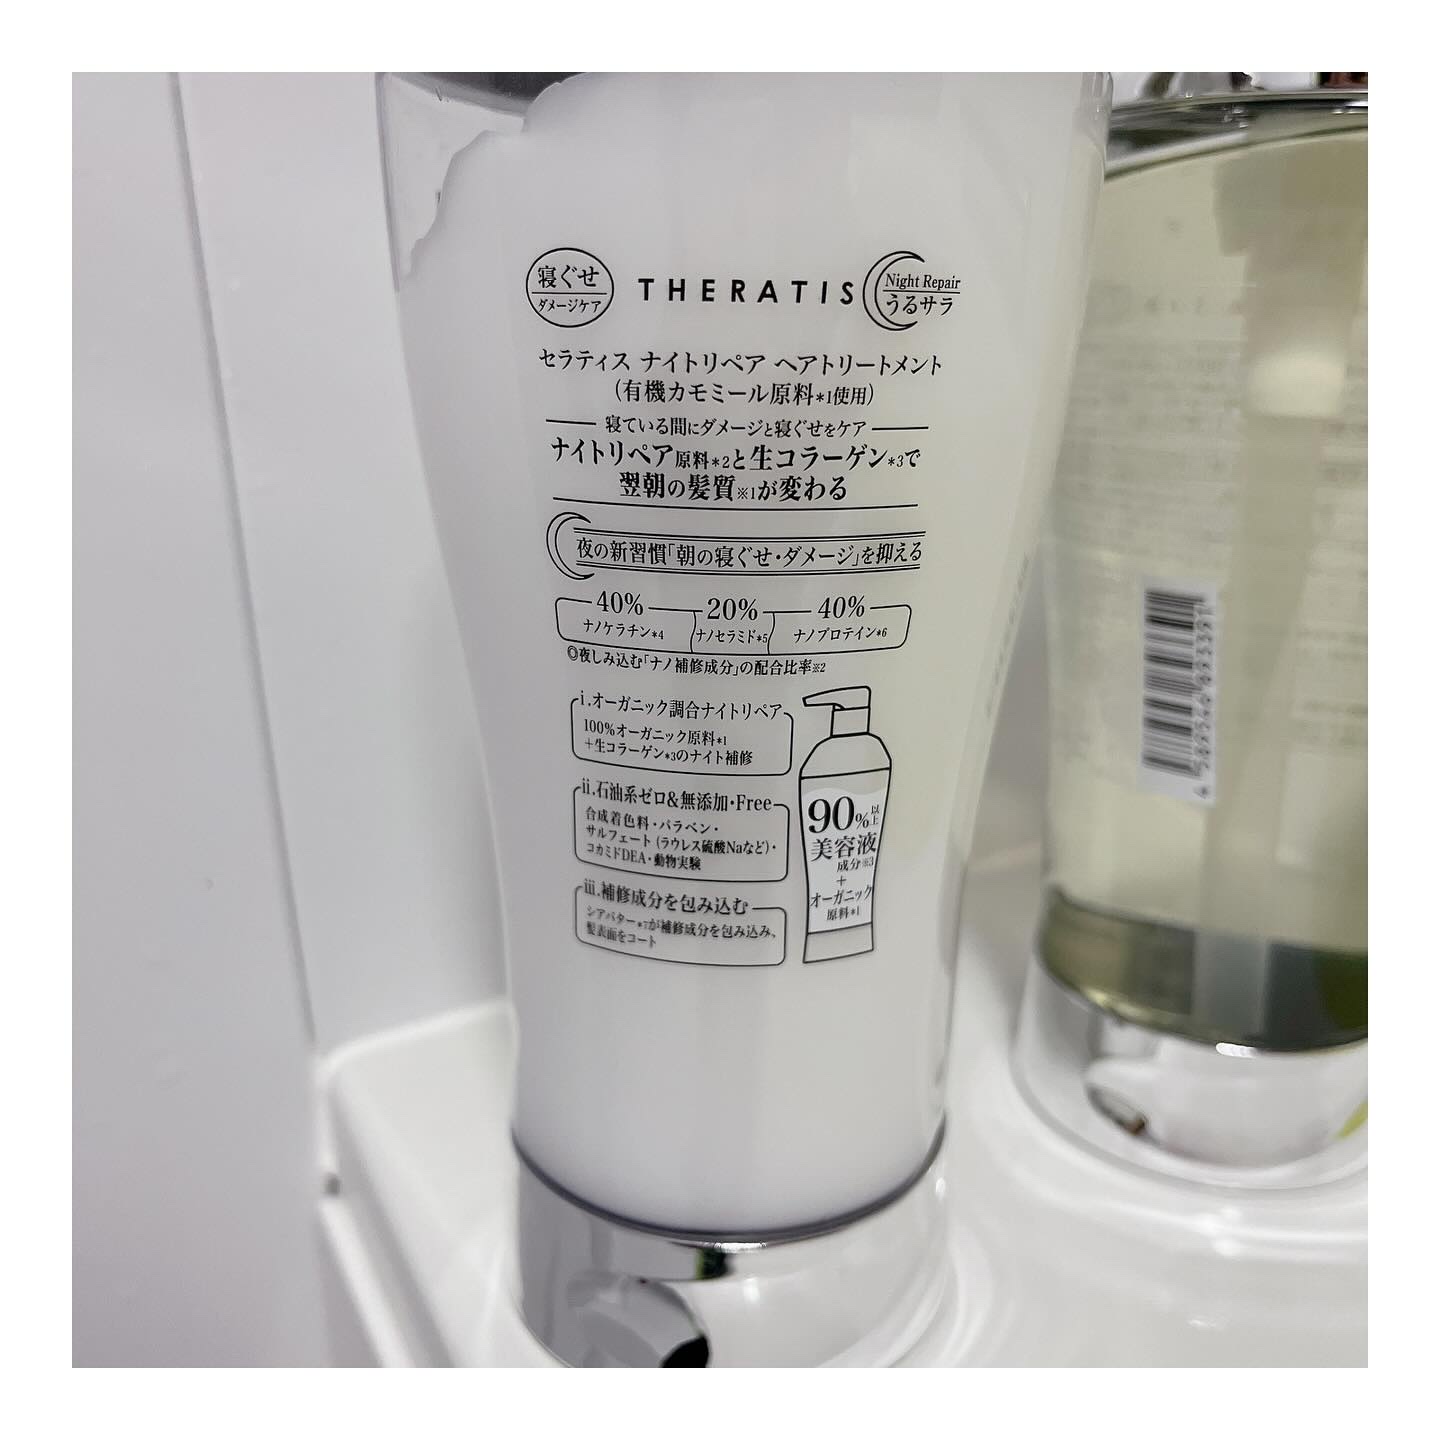 寝ぐせ
ダメージケア
THERATIS
Night Repair
うるサラ
セラティス ナイトリペア ヘアトリートメント
(有機カモミール原料*1使用)
寝ている間にダメージと寝ぐせをケア
ナイトリペア原料*2と生コラーゲン*3で
翌朝の髪質※1が変わる
夜の新習慣「朝の寝ぐせ・ダメージ」を抑える
40% 20% 40%
ナノケラチン*4 ナノセラミド*5 ナノプロテイン*6
◎夜しみ込む「ナノ補修成分」の配合比率※2
i.オーガニック調合ナイトリペア
100%オーガニック原料*1
+生コラーゲン*3のナイト補修
ii.石油系ゼロ&無添加・Free
合成着色料・パラベン・
サルフェート(ラウレス硫酸Naなど)・
コカミドDEA・動物実験
iii.補修成分を包み込む
シアバター*7が補修成分を包み込み、
髪表面をコート
90%以上
美容液
成分※3
+
オーガニック
原料*1